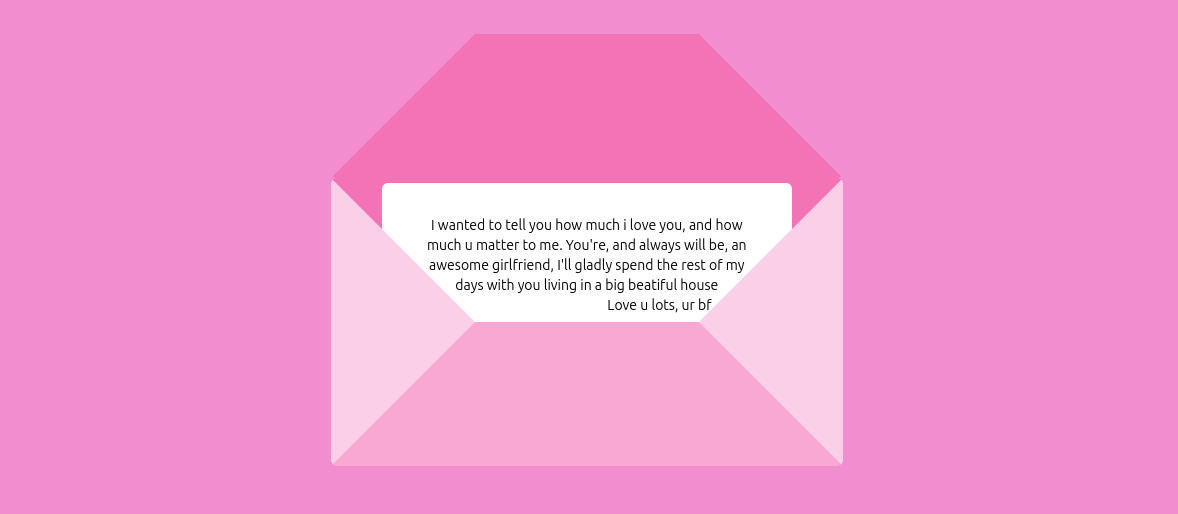 I wanted to tell you how much i love you, and how
much u matter to me. You're, and always will be, an
awesome girlfriend, I'll gladly spend the rest of my
days with you living in a big beatiful house
Love u lots, ur bf